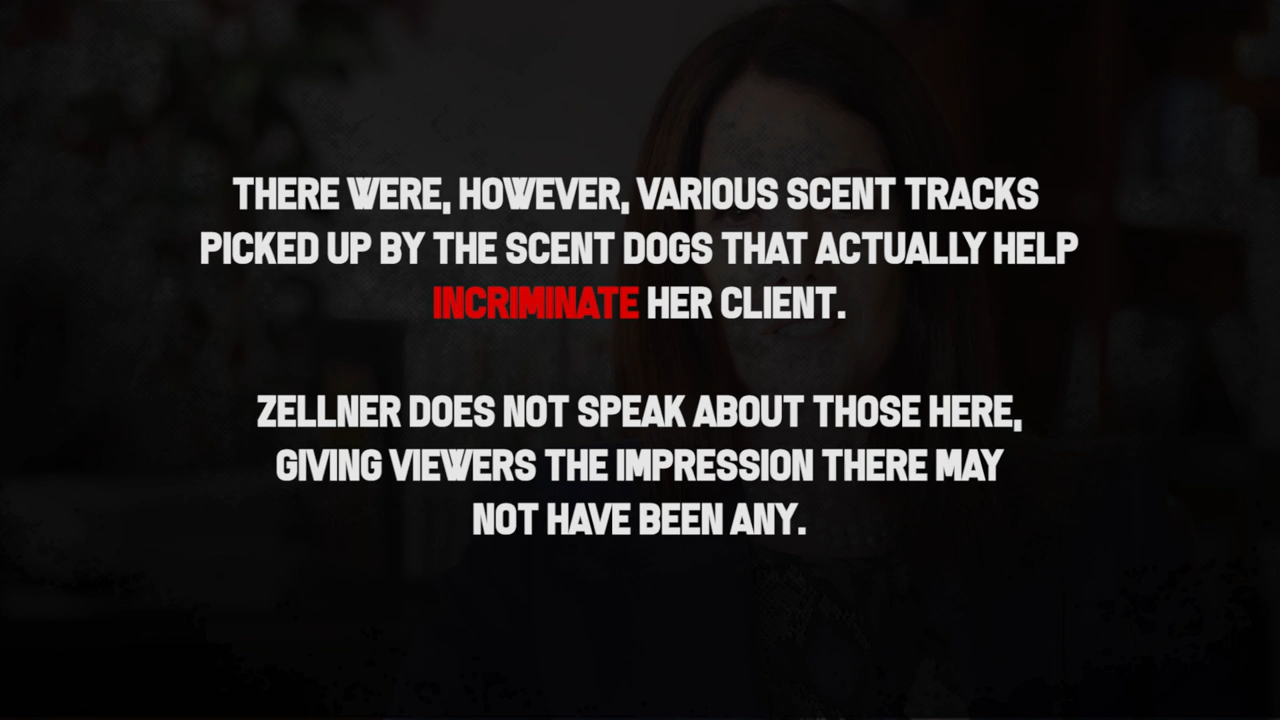 THERE WERE, HOWEVER, VARIOUS SCENT TRACKS
PICKED UP BY THE SCENT DOGS THAT ACTUALLY HELP
INCRIMINATE HER CLIENT.
ZELLNER DOES NOT SPEAK ABOUT THOSE HERE,
GIVING VIEWERS THE IMPRESSION THERE MAY
NOT HAVE BEEN ANY.